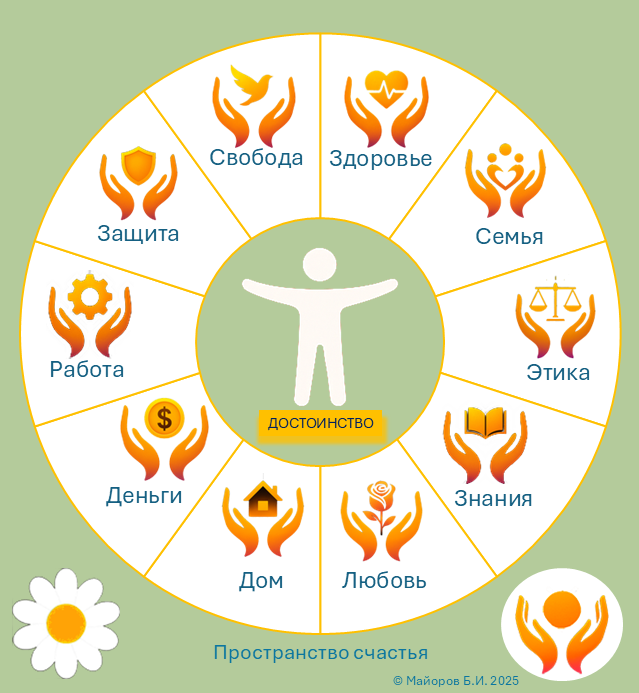 Свобода
Здоровье
Семья
Этика
Знания
Любовь
Дом
Деньги
$
Работа
Защита
ДОСТОИНСТВО
Пространство счастья
© Майоров Б.И. 2025